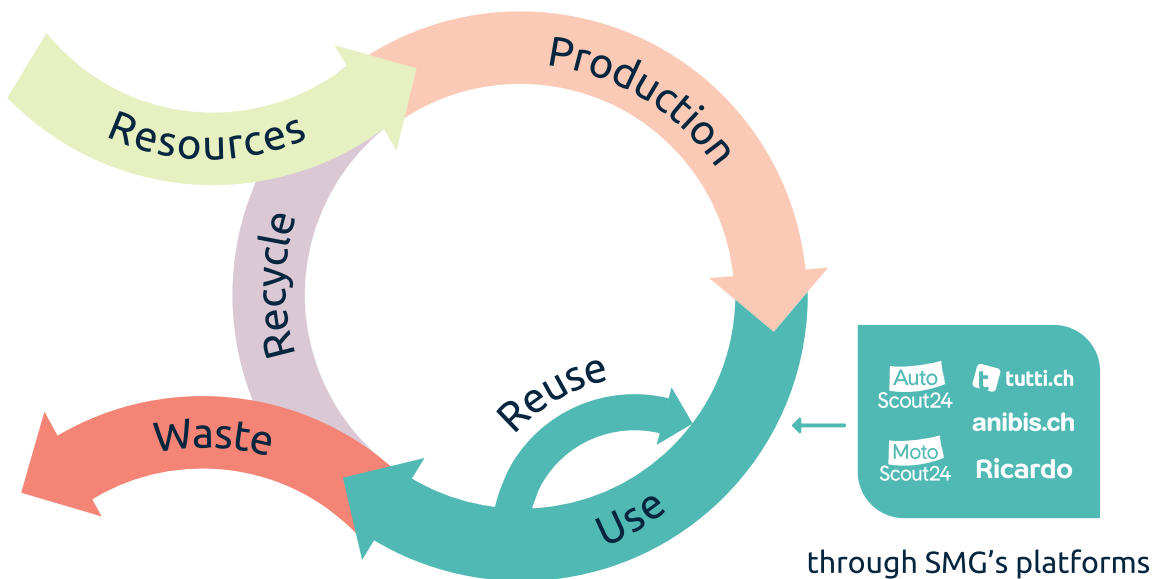 Production
Resources
Recycle
Reuse
Waste
Use
Auto
Scout24
tutti.ch
anibis.ch
Moto
Scout24
Ricardo
through SMG’s platforms